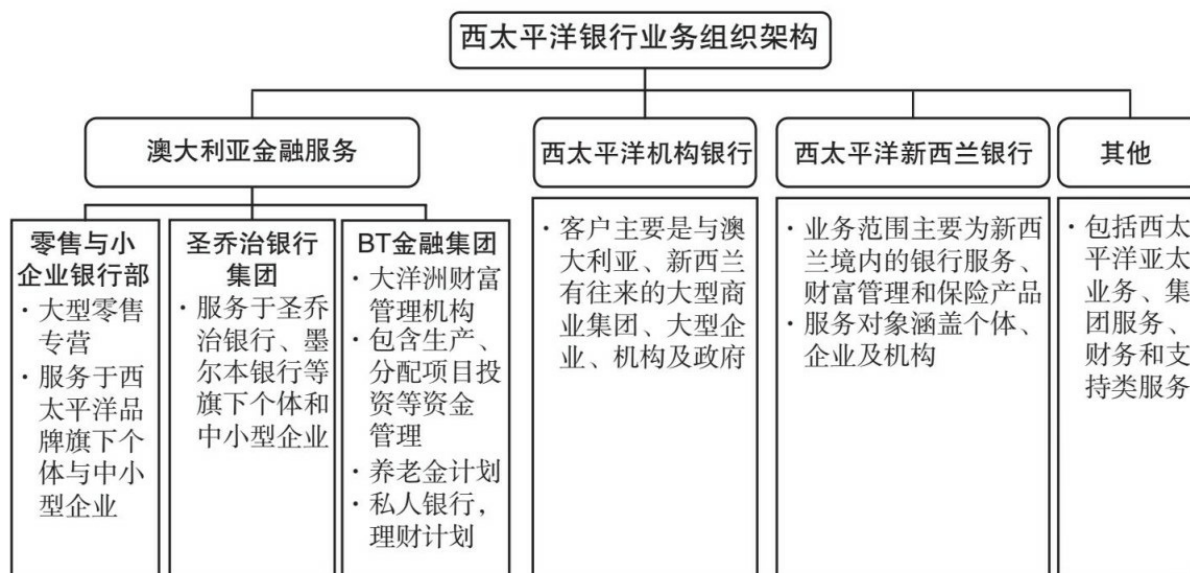 西太平洋银行业务组织架构
澳大利亚金融服务
西太平洋机构银行
西太平洋新西兰银行
其他
零售与小
企业银行部
· 大型零售
专营
· 服务于西
太平洋品
牌旗下个
体与中小
型企业
圣乔治银行
集团
· 服务于圣乔
治银行、墨
尔本银行等
旗下个体和
中小型企业
BT金融集团
· 大洋洲财富
管理机构
· 包含生产、
分配项目投
资等资金
管理
· 养老金计划
· 私人银行，
理财计划
· 客户主要是与澳
大利亚、新西兰
有往来的大型商
业集团、大型企
业、机构及政府
· 业务范围主要为新西
兰境内的银行服务、
财富管理和保险产品
· 服务对象涵盖个体、
企业及机构
· 包括西太
平洋亚太
业务、集
团服务、
财务和支
持类服务